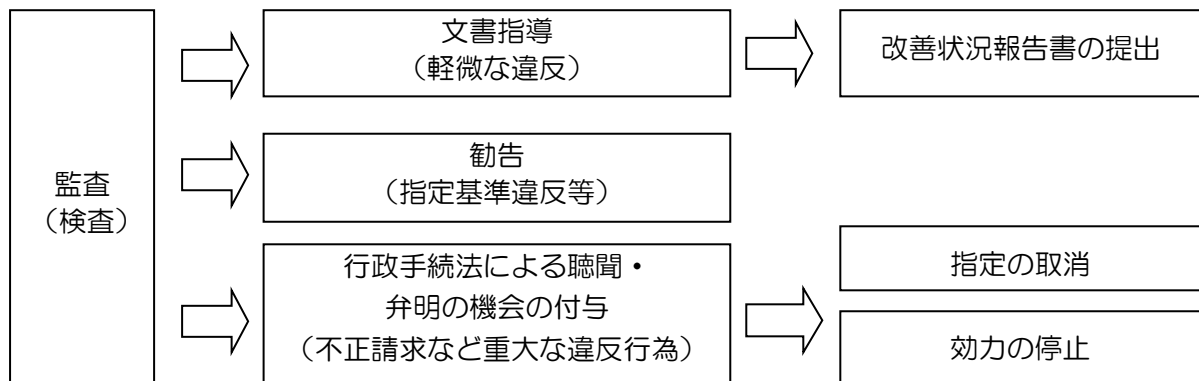 監査
（検査）
文書指導
（軽微な違反）
改善状況報告書の提出
勧告
（指定基準違反等）
行政手続法による聴聞・
弁明の機会の付与
（不正請求など重大な違反行為）
指定の取消
効力の停止